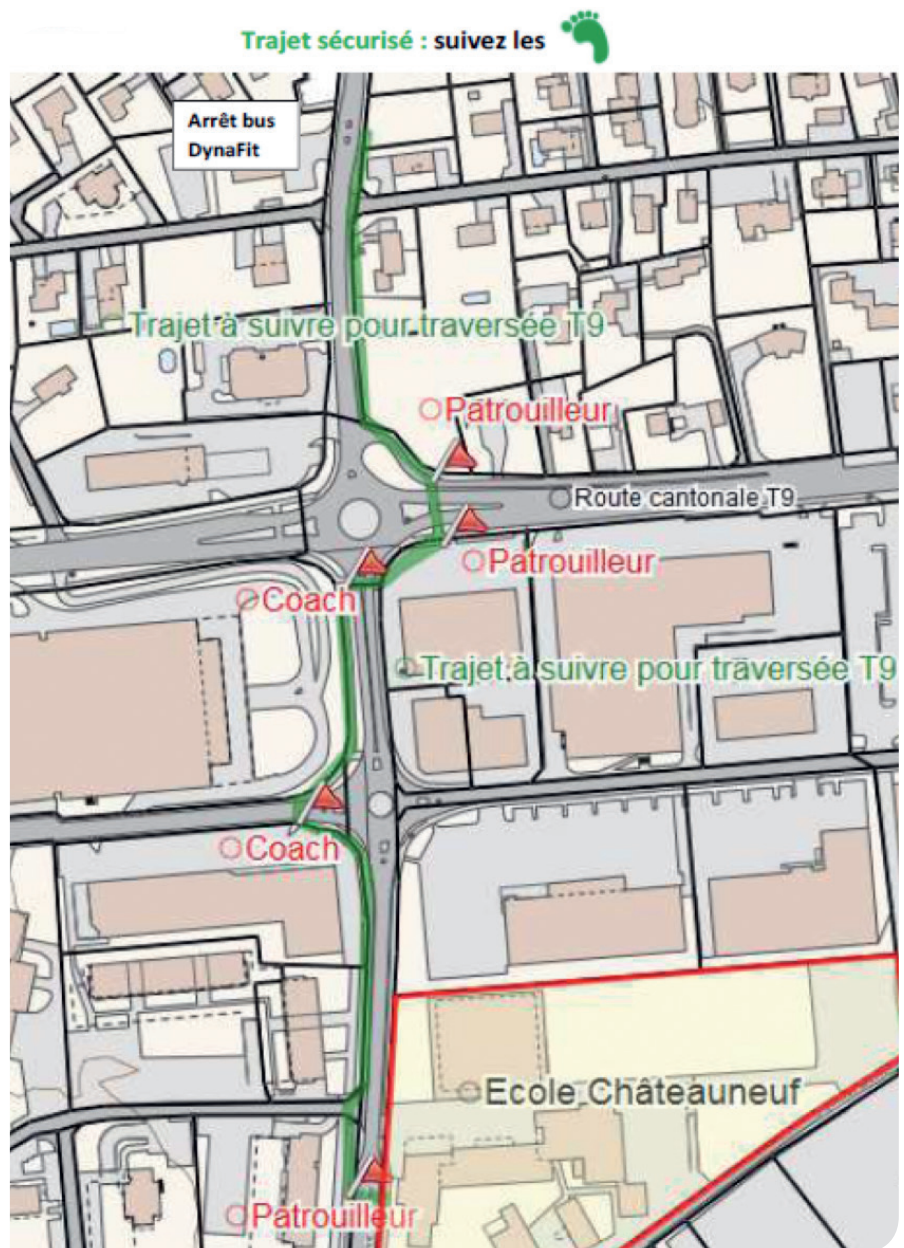 Trajet sécurisé : suivez les
Arrêt bus
DynaFit
Trajet à suivre pour traversée T9
Patrouilleur
Route cantonale T9
Patrouilleur
Coach
Trajet à suivre pour traversée T9
Coach
Ecole Châteauneuf
Patrouilleur